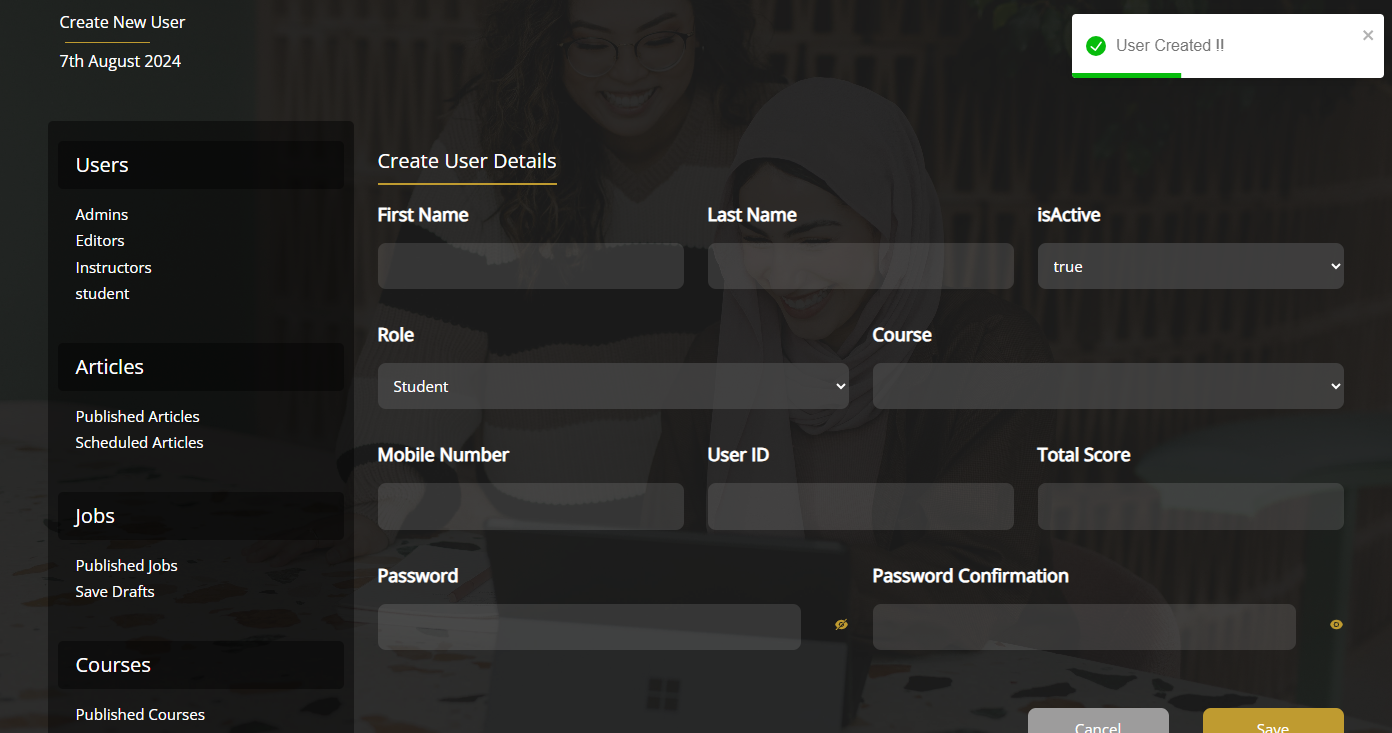 Create New User
7th August 2024
User Created !!
Users
Admins
Editors
Instructors
student
Articles
Published Articles
Scheduled Articles
Jobs
Published Jobs
Save Drafts
Courses
Published Courses
Create User Details
First Name Last Name isActive
true
Role Course
Student
Mobile Number User ID Total Score
Password Password Confirmation
Cancel Save